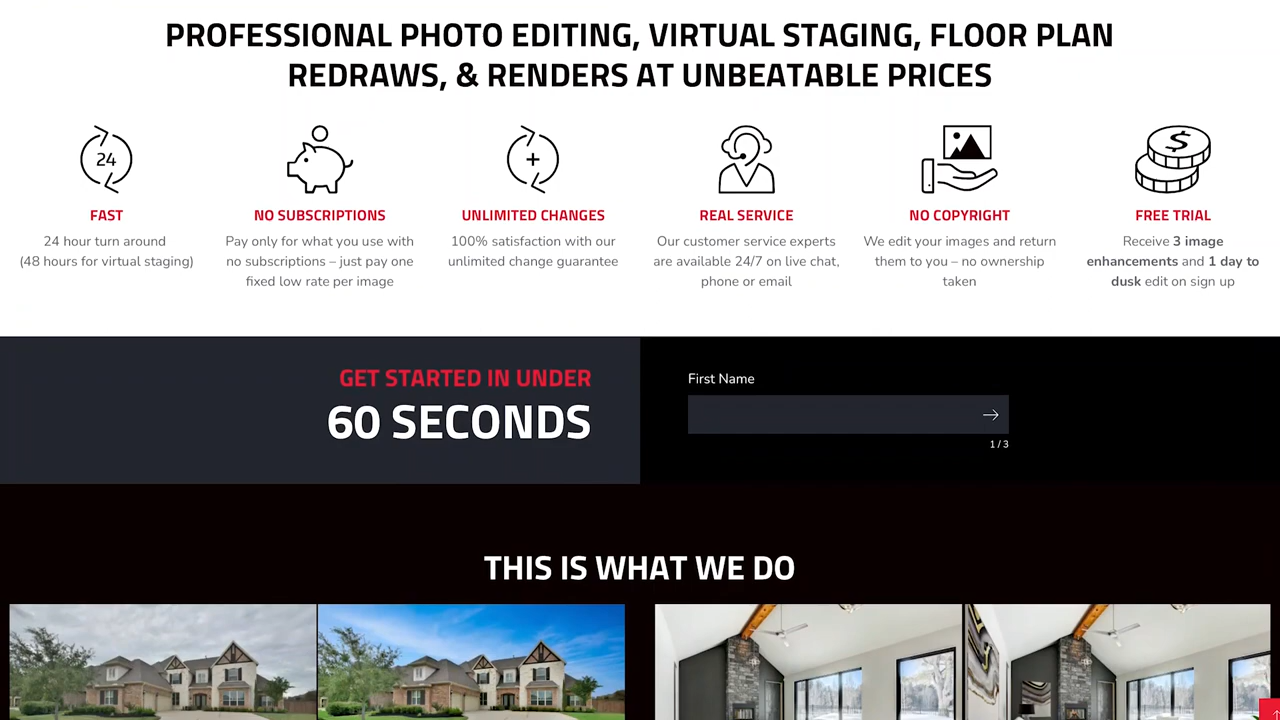 PROFESSIONAL PHOTO EDITING, VIRTUAL STAGING, FLOOR PLAN
REDRAWS, & RENDERS AT UNBEATABLE PRICES
24
FAST
24 hour turn around
(48 hours for virtual staging)
NO SUBSCRIPTIONS
Pay only for what you use with
no subscriptions – just pay one
fixed low rate per image
UNLIMITED CHANGES
100% satisfaction with our
unlimited change guarantee
REAL SERVICE
Our customer service experts
are available 24/7 on live chat,
phone or email
NO COPYRIGHT
We edit your images and return
them to you – no ownership
taken
$
FREE TRIAL
Receive 3 image
enhancements and 1 day to
dusk edit on sign up
GET STARTED IN UNDER
60 SECONDS
First Name
1 / 3
THIS IS WHAT WE DO